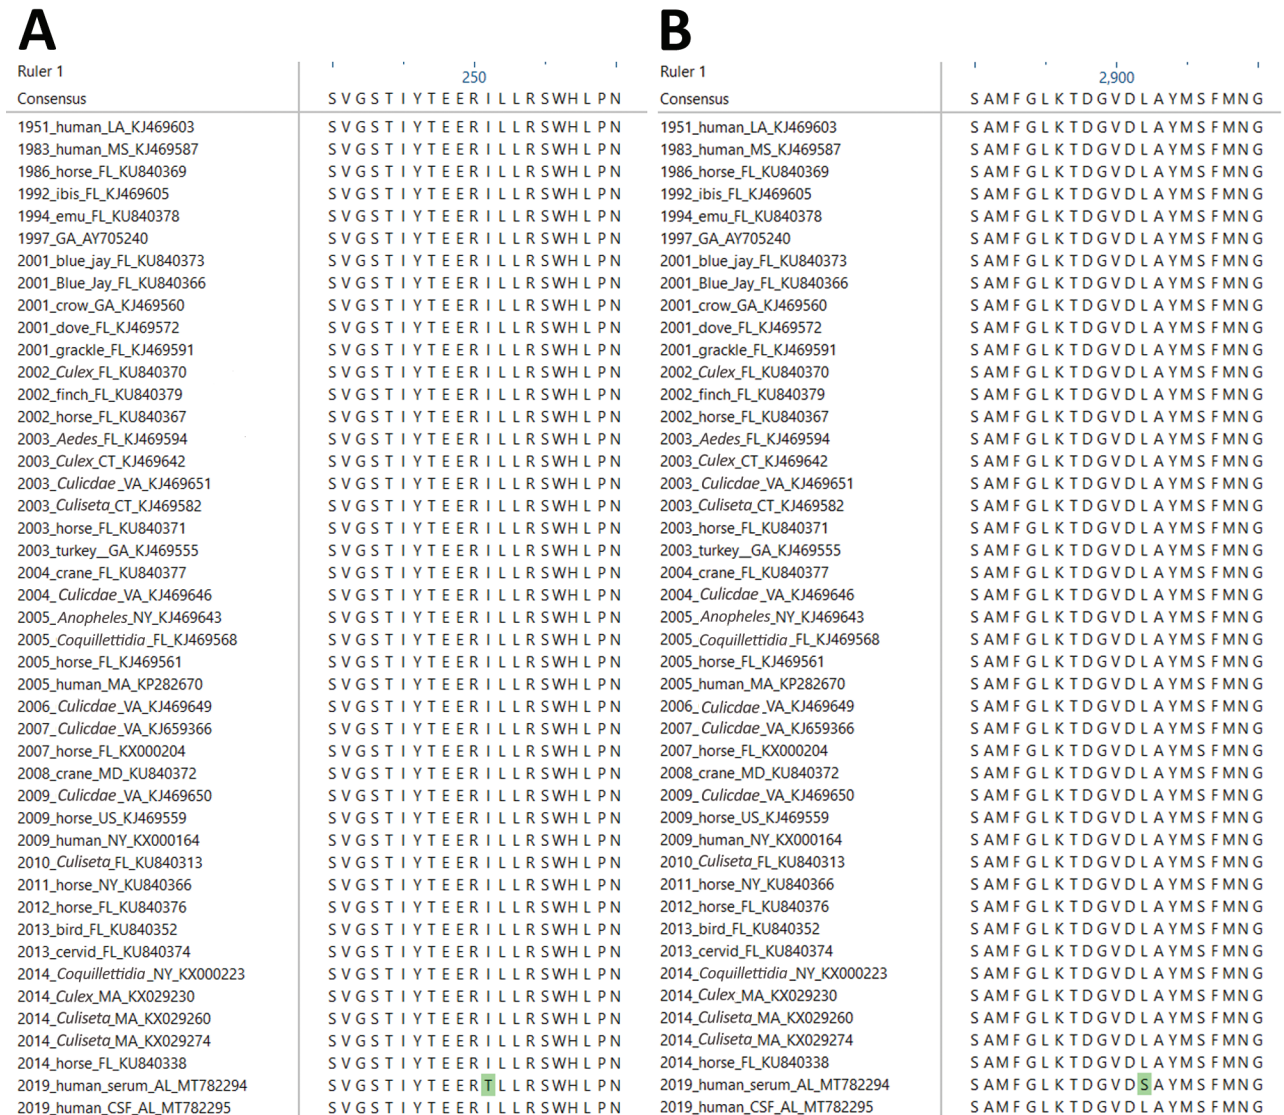 A
Ruler 1
250
Consensus S V G S T I Y T E E R I L L R S W H L P N
1951_human_LA_KJ469603 S V G S T I Y T E E R I L L R S W H L P N
1983_human_MS_KJ469587 S V G S T I Y T E E R I L L R S W H L P N
1986_horse_FL_KU840369 S V G S T I Y T E E R I L L R S W H L P N
1992_ibis_FL_KJ469605 S V G S T I Y T E E R I L L R S W H L P N
1994_emu_FL_KU840378 S V G S T I Y T E E R I L L R S W H L P N
1997_GA_AY705240 S V G S T I Y T E E R I L L R S W H L P N
2001_blue_jay_FL_KU840373 S V G S T I Y T E E R I L L R S W H L P N
2001_Blue_Jay_FL_KU840366 S V G S T I Y T E E R I L L R S W H L P N
2001_crow_GA_KJ469560 S V G S T I Y T E E R I L L R S W H L P N
2001_dove_FL_KJ469572 S V G S T I Y T E E R I L L R S W H L P N
2001_grackle_FL_KJ469591 S V G S T I Y T E E R I L L R S W H L P N
2002_Culex_FL_KU840370 S V G S T I Y T E E R I L L R S W H L P N
2002_finch_FL_KU840379 S V G S T I Y T E E R I L L R S W H L P N
2002_horse_FL_KU840367 S V G S T I Y T E E R I L L R S W H L P N
2003_Aedes_FL_KJ469594 S V G S T I Y T E E R I L L R S W H L P N
2003_Culex_CT_KJ469642 S V G S T I Y T E E R I L L R S W H L P N
2003_Culicdae_VA_KJ469651 S V G S T I Y T E E R I L L R S W H L P N
2003_Culiseta_CT_KJ469582 S V G S T I Y T E E R I L L R S W H L P N
2003_horse_FL_KU840371 S V G S T I Y T E E R I L L R S W H L P N
2003_turkey__GA_KJ469555 S V G S T I Y T E E R I L L R S W H L P N
2004_crane_FL_KU840377 S V G S T I Y T E E R I L L R S W H L P N
2004_Culicdae_VA_KJ469646 S V G S T I Y T E E R I L L R S W H L P N
2005_Anopheles_NY_KJ469643 S V G S T I Y T E E R I L L R S W H L P N
2005_Coquillettidia_FL_KJ469568 S V G S T I Y T E E R I L L R S W H L P N
2005_horse_FL_KJ469561 S V G S T I Y T E E R I L L R S W H L P N
2005_human_MA_KP282670 S V G S T I Y T E E R I L L R S W H L P N
2006_Culicdae_VA_KJ469649 S V G S T I Y T E E R I L L R S W H L P N
2007_Culicdae_VA_KJ659366 S V G S T I Y T E E R I L L R S W H L P N
2007_horse_FL_KX000204 S V G S T I Y T E E R I L L R S W H L P N
2008_crane_MD_KU840372 S V G S T I Y T E E R I L L R S W H L P N
2009_Culicdae_VA_KJ469650 S V G S T I Y T E E R I L L R S W H L P N
2009_horse_US_KJ469559 S V G S T I Y T E E R I L L R S W H L P N
2009_human_NY_KX000164 S V G S T I Y T E E R I L L R S W H L P N
2010_Culiseta_FL_KU840313 S V G S T I Y T E E R I L L R S W H L P N
2011_horse_NY_KU840366 S V G S T I Y T E E R I L L R S W H L P N
2012_horse_FL_KU840376 S V G S T I Y T E E R I L L R S W H L P N
2013_bird_FL_KU840352 S V G S T I Y T E E R I L L R S W H L P N
2013_cervid_FL_KU840374 S V G S T I Y T E E R I L L R S W H L P N
2014_Coquillettidia_NY_KX000223 S V G S T I Y T E E R I L L R S W H L P N
2014_Culex_MA_KX029230 S V G S T I Y T E E R I L L R S W H L P N
2014_Culiseta_MA_KX029260 S V G S T I Y T E E R I L L R S W H L P N
2014_Culiseta_MA_KX029274 S V G S T I Y T E E R I L L R S W H L P N
2014_horse_FL_KU840338 S V G S T I Y T E E R I L L R S W H L P N
2019_human_serum_AL_MT782294 S V G S T I Y T E E R T L L R S W H L P N
2019_human_CSF_AL_MT782295 S V G S T I Y T E E R I L L R S W H L P N
B
Ruler 1
2,900
Consensus S A M F G L K T D G V D L A Y M S F M N G
1951_human_LA_KJ469603 S A M F G L K T D G V D L A Y M S F M N G
1983_human_MS_KJ469587 S A M F G L K T D G V D L A Y M S F M N G
1986_horse_FL_KU840369 S A M F G L K T D G V D L A Y M S F M N G
1992_ibis_FL_KJ469605 S A M F G L K T D G V D L A Y M S F M N G
1994_emu_FL_KU840378 S A M F G L K T D G V D L A Y M S F M N G
1997_GA_AY705240 S A M F G L K T D G V D L A Y M S F M N G
2001_blue_jay_FL_KU840373 S A M F G L K T D G V D L A Y M S F M N G
2001_Blue_Jay_FL_KU840366 S A M F G L K T D G V D L A Y M S F M N G
2001_crow_GA_KJ469560 S A M F G L K T D G V D L A Y M S F M N G
2001_dove_FL_KJ469572 S A M F G L K T D G V D L A Y M S F M N G
2001_grackle_FL_KJ469591 S A M F G L K T D G V D L A Y M S F M N G
2002_Culex_FL_KU840370 S A M F G L K T D G V D L A Y M S F M N G
2002_finch_FL_KU840379 S A M F G L K T D G V D L A Y M S F M N G
2002_horse_FL_KU840367 S A M F G L K T D G V D L A Y M S F M N G
2003_Aedes_FL_KJ469594 S A M F G L K T D G V D L A Y M S F M N G
2003_Culex_CT_KJ469642 S A M F G L K T D G V D L A Y M S F M N G
2003_Culicdae_VA_KJ469651 S A M F G L K T D G V D L A Y M S F M N G
2003_Culiseta_CT_KJ469582 S A M F G L K T D G V D L A Y M S F M N G
2003_horse_FL_KU840371 S A M F G L K T D G V D L A Y M S F M N G
2003_turkey__GA_KJ469555 S A M F G L K T D G V D L A Y M S F M N G
2004_crane_FL_KU840377 S A M F G L K T D G V D L A Y M S F M N G
2004_Culicdae_VA_KJ469646 S A M F G L K T D G V D L A Y M S F M N G
2005_Anopheles_NY_KJ469643 S A M F G L K T D G V D L A Y M S F M N G
2005_Coquillettidia_FL_KJ469568 S A M F G L K T D G V D L A Y M S F M N G
2005_horse_FL_KJ469561 S A M F G L K T D G V D L A Y M S F M N G
2005_human_MA_KP282670 S A M F G L K T D G V D L A Y M S F M N G
2006_Culicdae_VA_KJ469649 S A M F G L K T D G V D L A Y M S F M N G
2007_Culicdae_VA_KJ659366 S A M F G L K T D G V D L A Y M S F M N G
2007_horse_FL_KX000204 S A M F G L K T D G V D L A Y M S F M N G
2008_crane_MD_KU840372 S A M F G L K T D G V D L A Y M S F M N G
2009_Culicdae_VA_KJ469650 S A M F G L K T D G V D L A Y M S F M N G
2009_horse_US_KJ469559 S A M F G L K T D G V D L A Y M S F M N G
2009_human_NY_KX000164 S A M F G L K T D G V D L A Y M S F M N G
2010_Culiseta_FL_KU840313 S A M F G L K T D G V D L A Y M S F M N G
2011_horse_NY_KU840366 S A M F G L K T D G V D L A Y M S F M N G
2012_horse_FL_KU840376 S A M F G L K T D G V D L A Y M S F M N G
2013_bird_FL_KU840352 S A M F G L K T D G V D L A Y M S F M N G
2013_cervid_FL_KU840374 S A M F G L K T D G V D L A Y M S F M N G
2014_Coquillettidia_NY_KX000223 S A M F G L K T D G V D L A Y M S F M N G
2014_Culex_MA_KX029230 S A M F G L K T D G V D L A Y M S F M N G
2014_Culiseta_MA_KX029260 S A M F G L K T D G V D L A Y M S F M N G
2014_Culiseta_MA_KX029274 S A M F G L K T D G V D L A Y M S F M N G
2014_horse_FL_KU840338 S A M F G L K T D G V D L A Y M S F M N G
2019_human_serum_AL_MT782294 S A M F G L K T D G V D S A Y M S F M N G
2019_human_CSF_AL_MT782295 S A M F G L K T D G V D L A Y M S F M N G